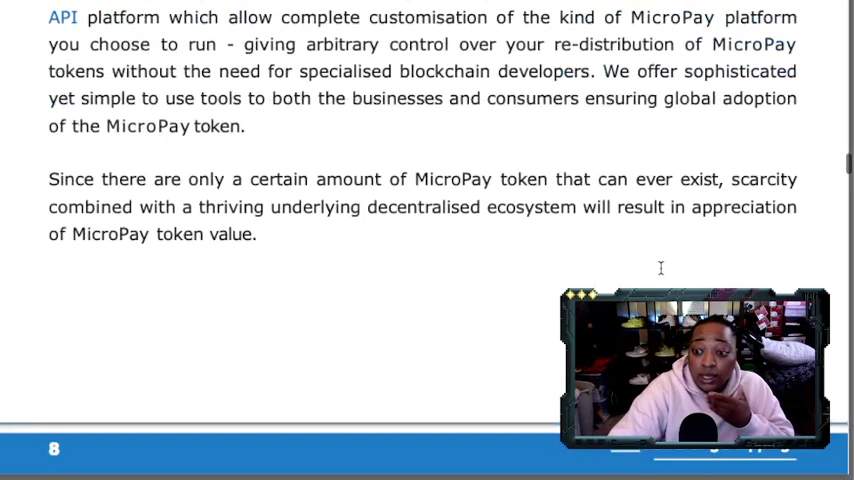 API platform which allow complete customisation of the kind of MicroPay platform
you choose to run - giving arbitrary control over your re-distribution of MicroPay
tokens without the need for specialised blockchain developers. We offer sophisticated
yet simple to use tools to both the businesses and consumers ensuring global adoption
of the MicroPay token.
Since there are only a certain amount of MicroPay token that can ever exist, scarcity
combined with a thriving underlying decentralised ecosystem will result in appreciation
of MicroPay token value.
8